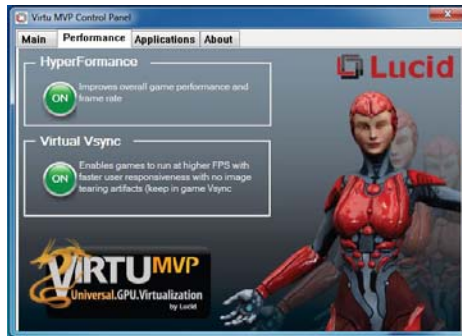 Virtu MVP Control Panel
Main Performance Applications About
HyperFormance
ON
Improves overall game performance and
frame rate
Lucid
Virtual Vsync
ON
Enables games to run at higher FPS with
faster user responsiveness with no image
tearing artifacts (keep in game Vsync
VIRTU MVP
Universal.GPU.Virtualization
by Lucid